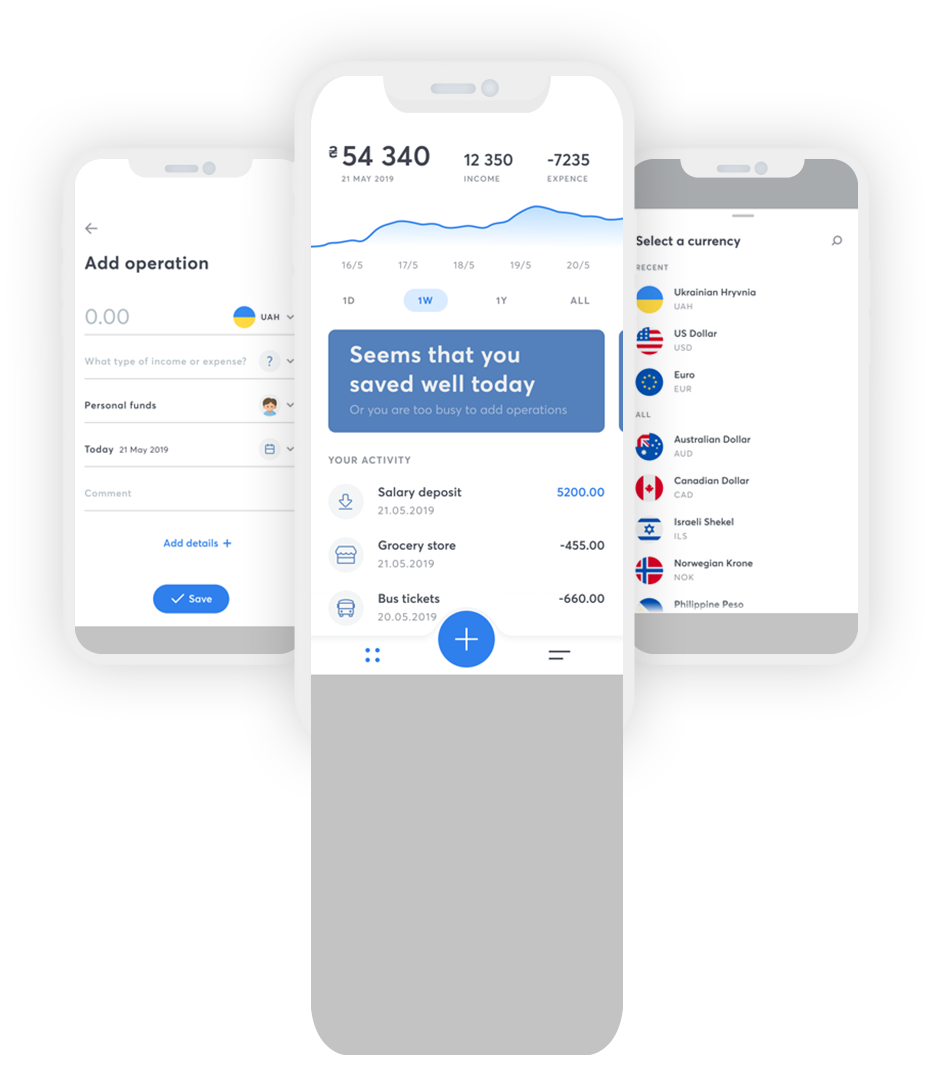 Add operation
0.00 UAH
What type of income or expense? ?
Personal funds
Today 21 May 2019
Comment
Add details +
Save
₴ 54 340 12 350 -7235
21 MAY 2019 INCOME EXPENCE
16/5 17/5 18/5 19/5 20/5
1D 1W 1Y ALL
Seems that you
saved well today
Or you are too busy to add operations
YOUR ACTIVITY
Salary deposit 5200.00
21.05.2019
Grocery store -455.00
21.05.2019
Bus tickets -660.00
20.05.2019
Select a currency
RECENT
Ukrainian Hryvnia
UAH
US Dollar
USD
Euro
EUR
ALL
Australian Dollar
AUD
Canadian Dollar
CAD
Israeli Shekel
ILS
Norwegian Krone
NOK
Philippine Peso